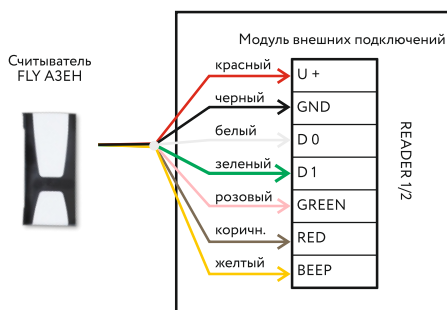 Модуль внешних подключений
Считыватель
FLY A3EH
красный
U +
черный
GND
белый
D 0
зеленый
D 1
розовый
GREEN
коричн.
RED
желтый
BEEP
READER 1/2